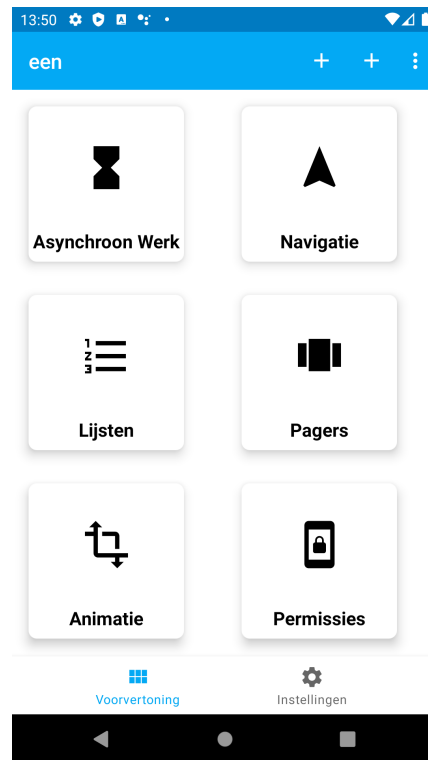 13:50
een
Asynchroon Werk
Navigatie
Lijsten
Pagers
Animatie
Permissies
Voorvertoning
Instellingen